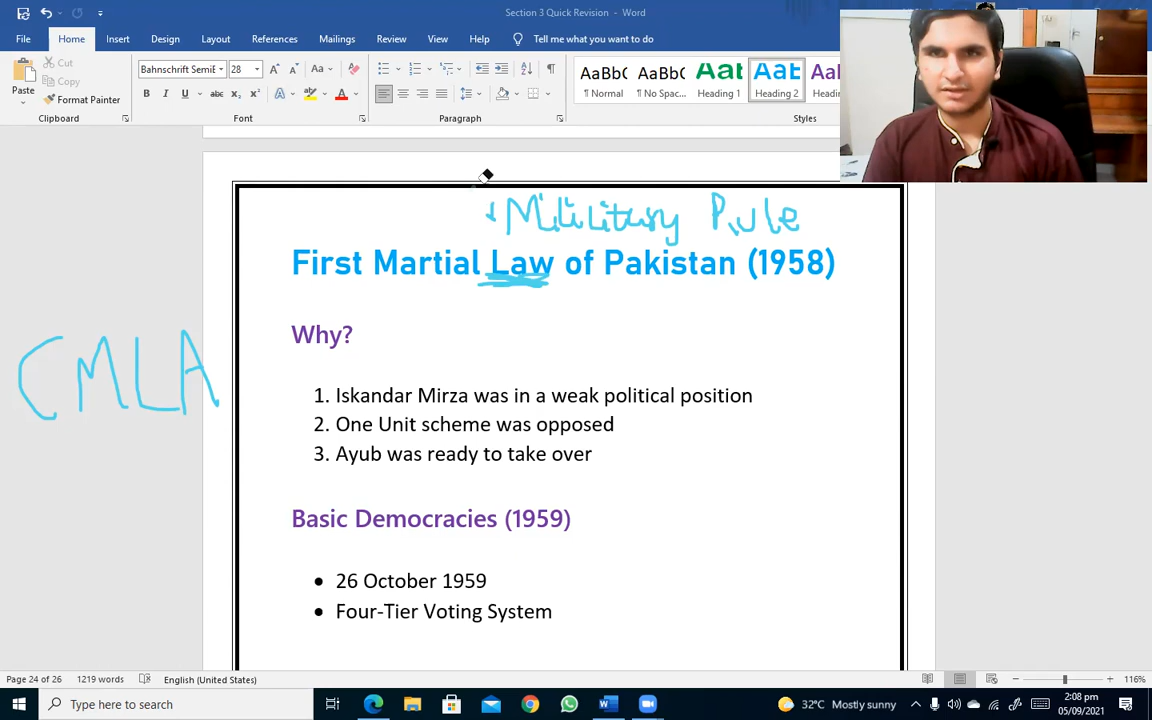 Section 3 Quick Revision - Word
File Home Insert Design Layout References Mailings Review View Help Tell me what you want to do
Paste Cut
Copy
Format Painter
Bahnschrift SemiE 28
AaBbC AaBbC AaB AaB Aa
¶ Normal ¶ No Spac... Heading 1 Heading 2 Headin
Clipboard Font Paragraph Styles
Military Rule
First Martial Law of Pakistan (1958)
Why?
CMLA
1. Iskandar Mirza was in a weak political position
2. One Unit scheme was opposed
3. Ayub was ready to take over
Basic Democracies (1959)
• 26 October 1959
• Four-Tier Voting System
Page 24 of 26 1219 words English (United States) 116%
Type here to search 32°C Mostly sunny 2:08 pm
05/09/2021